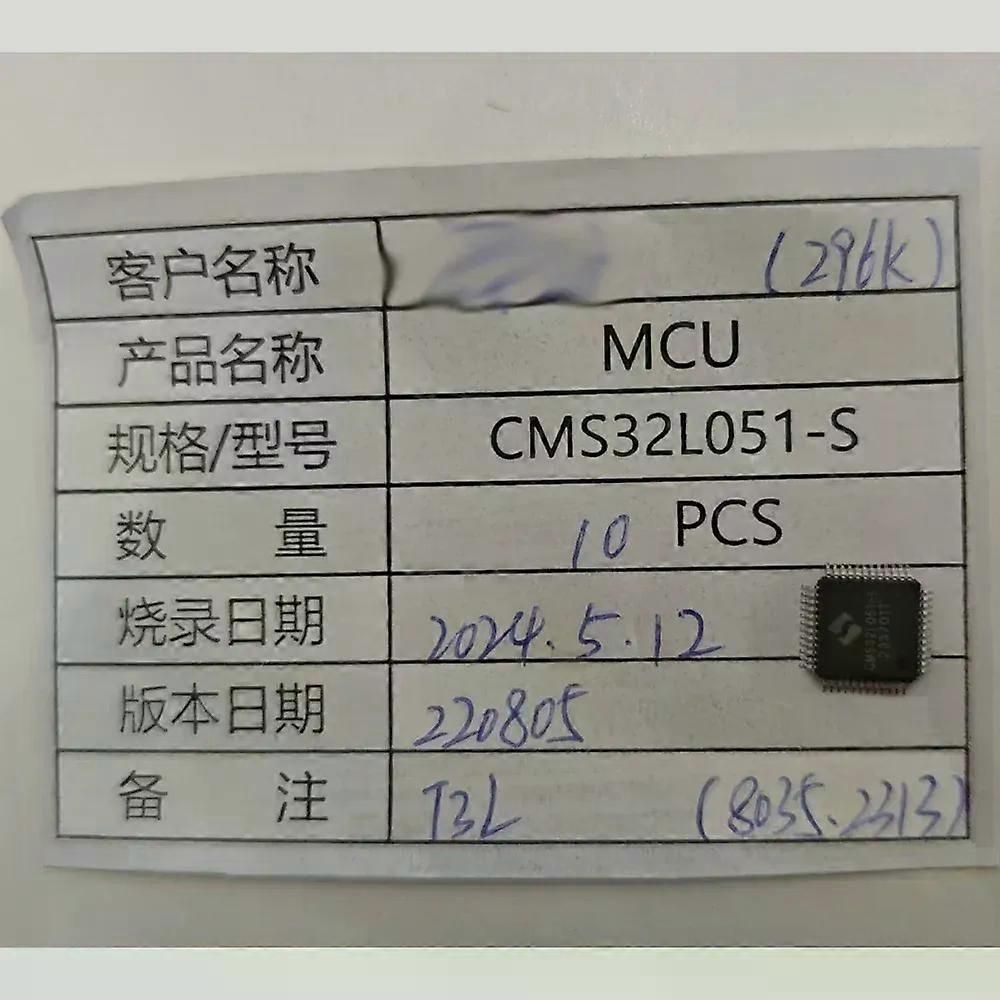 客户名称 (296K)
产品名称 MCU
规格/型号 CMS32L051-S
数 量 10 PCS
烧录日期 2024.5.12
版本日期 220805
备 注 T3L (8035.2313)